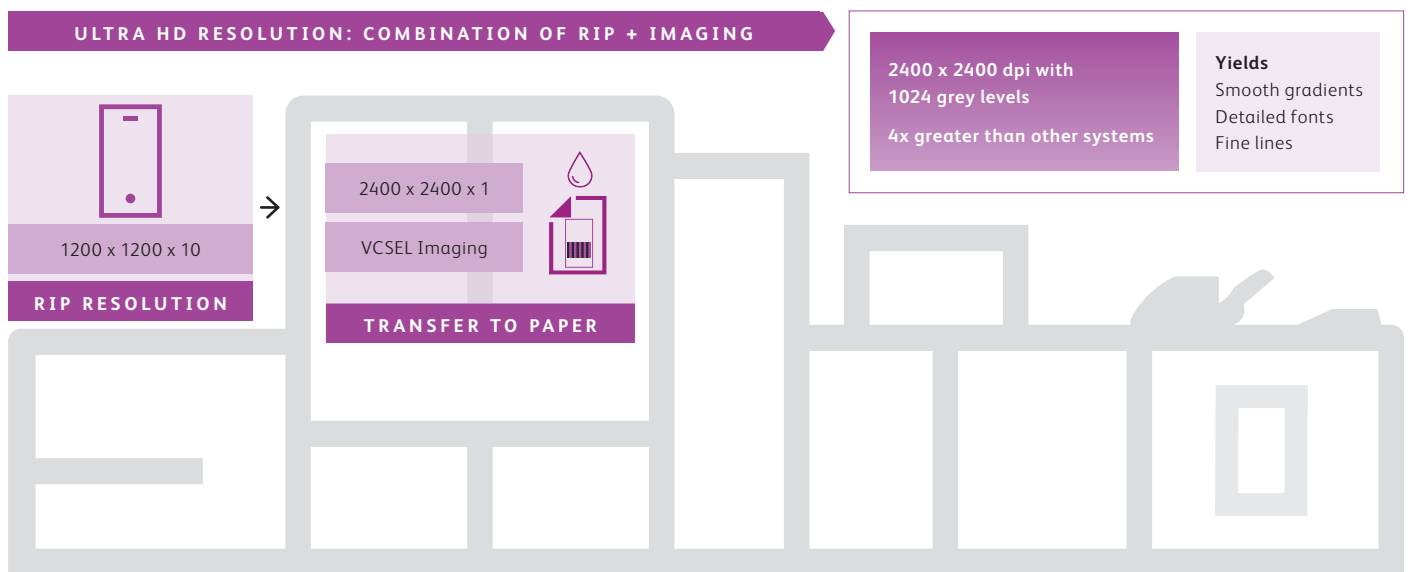 ULTRA HD RESOLUTION: COMBINATION OF RIP + IMAGING
1200 x 1200 x 10
RIP RESOLUTION
2400 x 2400 x 1
VCSEL Imaging
TRANSFER TO PAPER
2400 x 2400 dpi with
1024 grey levels
4x greater than other systems
Yields
Smooth gradients
Detailed fonts
Fine lines